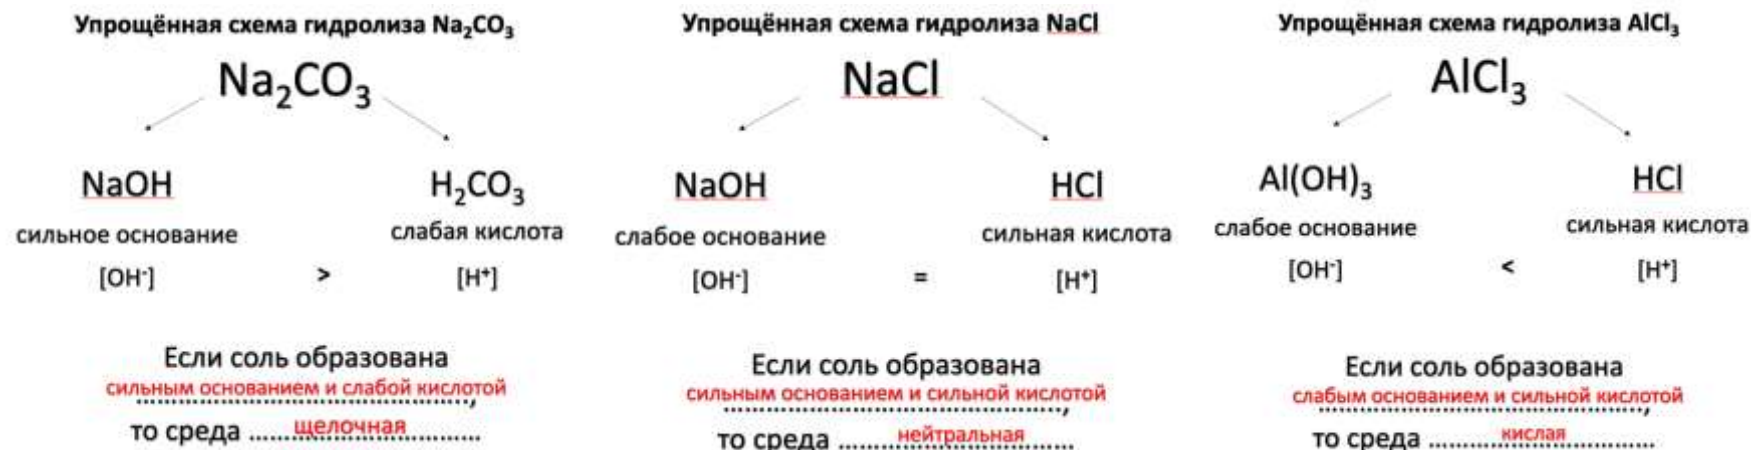 Упрощённая схема гидролиза Na₂CO₃
Na₂CO₃
NaOH
H₂CO₃
сильное основание
слабая кислота
[OH⁻] > [H⁺]
Если соль образована
сильным основанием и слабой кислотой
........................................,
то среда ....щелочная..........
Упрощённая схема гидролиза NaCl
NaCl
NaOH
HCl
слабое основание
сильная кислота
[OH⁻] = [H⁺]
Если соль образована
сильным основанием и сильной кислотой
........................................,
то среда ....нейтральная..........
Упрощённая схема гидролиза AlCl₃
AlCl₃
Al(OH)₃
HCl
слабое основание
сильная кислота
[OH⁻] < [H⁺]
Если соль образована
слабым основанием и сильной кислотой
........................................,
то среда ....кислая..........